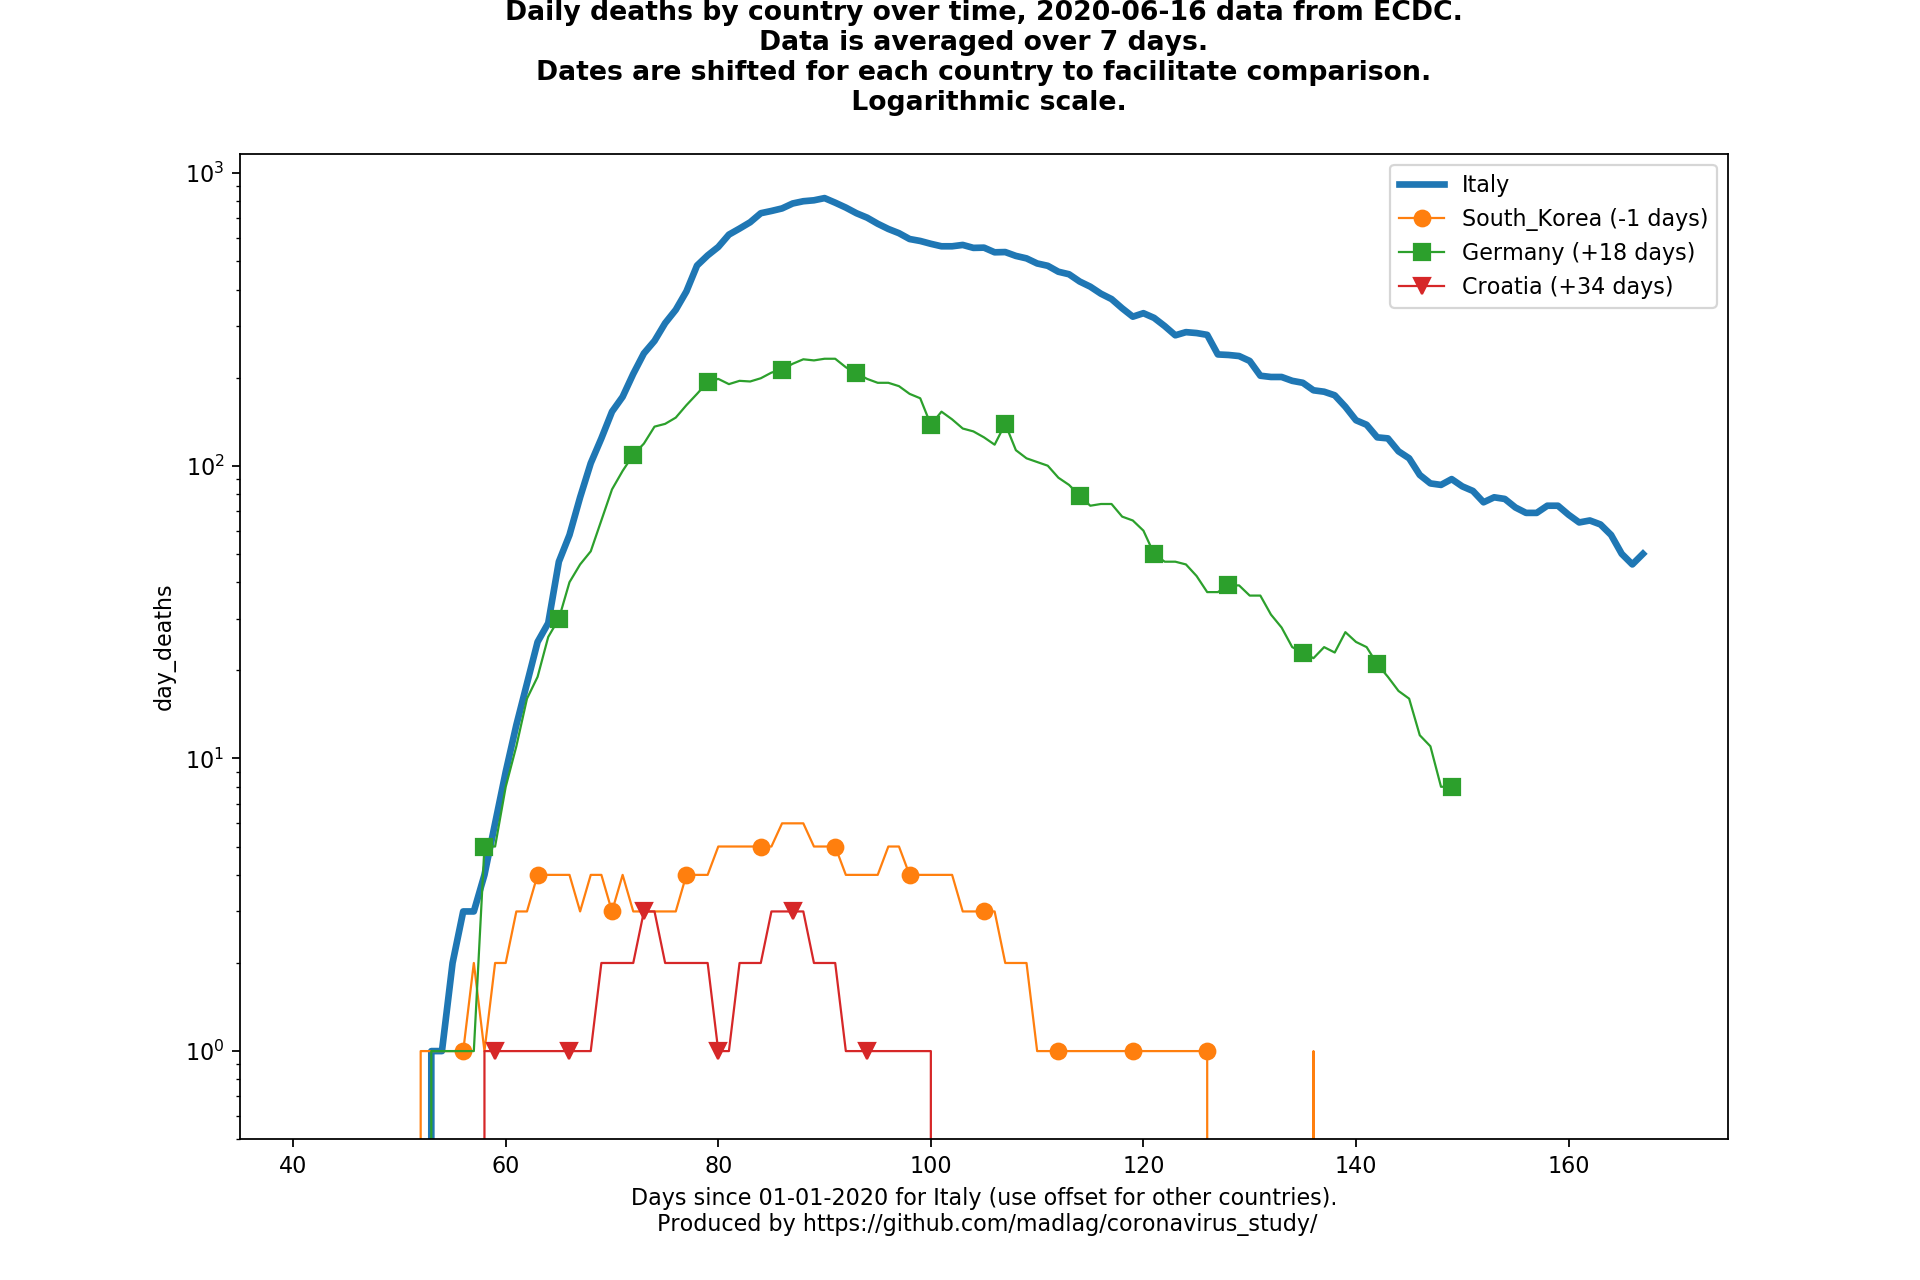 Daily deaths by country over time, 2020-06-16 data from ECDC.
Data is averaged over 7 days.
Dates are shifted for each country to facilitate comparison.
Logarithmic scale.
10³
10²
10¹
10⁰
day_deaths
Italy
South_Korea (-1 days)
Germany (+18 days)
Croatia (+34 days)
40 60 80 100 120 140 160
Days since 01-01-2020 for Italy (use offset for other countries).
Produced by https://github.com/madlag/coronavirus_study/